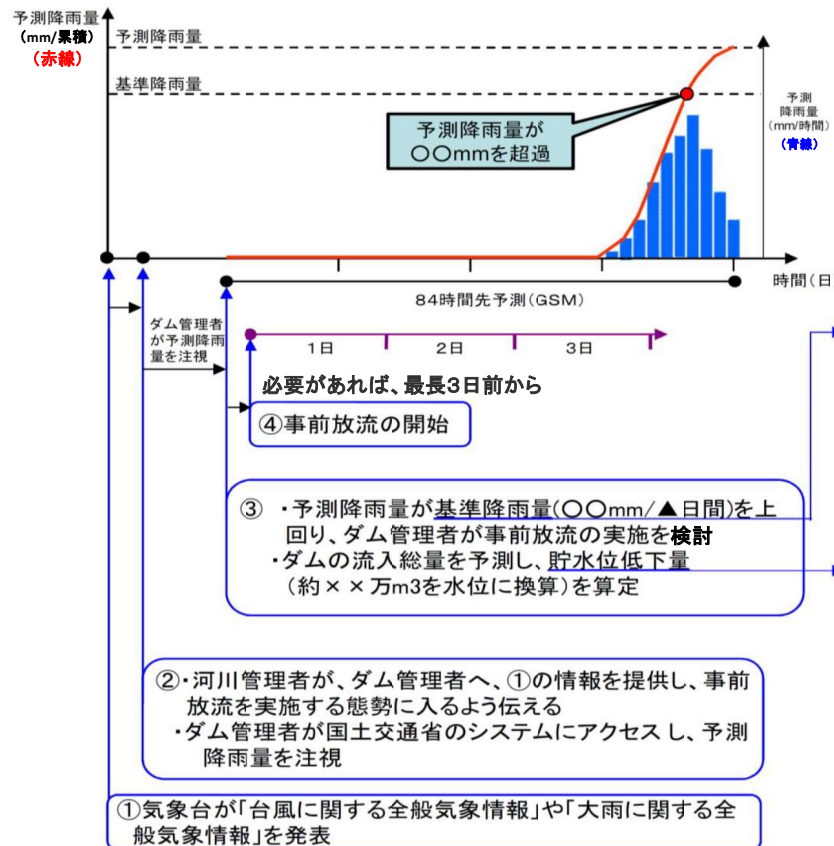 予測降雨量
(mm/累積)
(赤線)
予測降雨量
基準降雨量
予測降雨量が
〇〇mmを超過
予測
降雨量
(mm/時間)
(青線)
時間(日
84時間先予測(GSM)
ダム管理者
が予測降雨
量を注視
1日
2日
3日
必要があれば、最長3日前から
④事前放流の開始
③ ・予測降雨量が基準降雨量(〇〇mm/▲日間)を上
回り、ダム管理者が事前放流の実施を検討
・ダムの流入総量を予測し、貯水位低下量
(約××万m3を水位に換算)を算定
②・河川管理者が、ダム管理者へ、①の情報を提供し、事前
放流を実施する態勢に入るよう伝える
・ダム管理者が国土交通省のシステムにアクセスし、予測
降雨量を注視
①気象台が「台風に関する全般気象情報」や「大雨に関する全
般気象情報」を発表